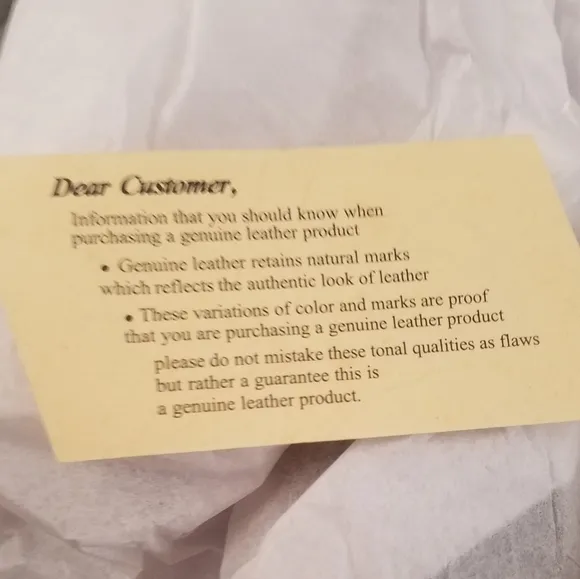 Dear Customer,
Information that you should know when
purchasing a genuine leather product
• Genuine leather retains natural marks
which reflects the authentic look of leather
• These variations of color and marks are proof
that you are purchasing a genuine leather product
please do not mistake these tonal qualities as flaws
but rather a guarantee this is
a genuine leather product.